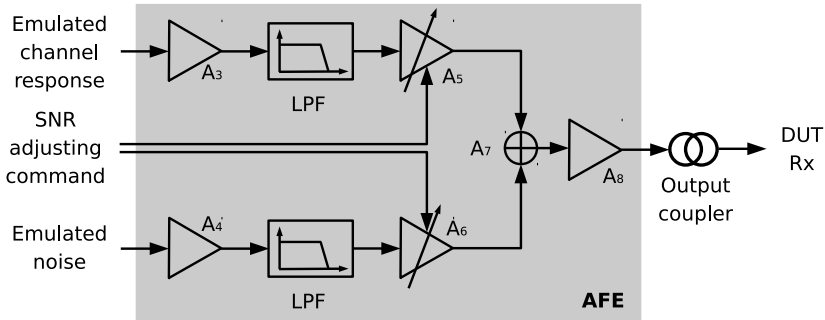 Emulated
channel
response
A3
LPF
A5
SNR
adjusting
command
A7
A8
DUT
Rx
Output
coupler
Emulated
noise
A4
LPF
A6
AFE